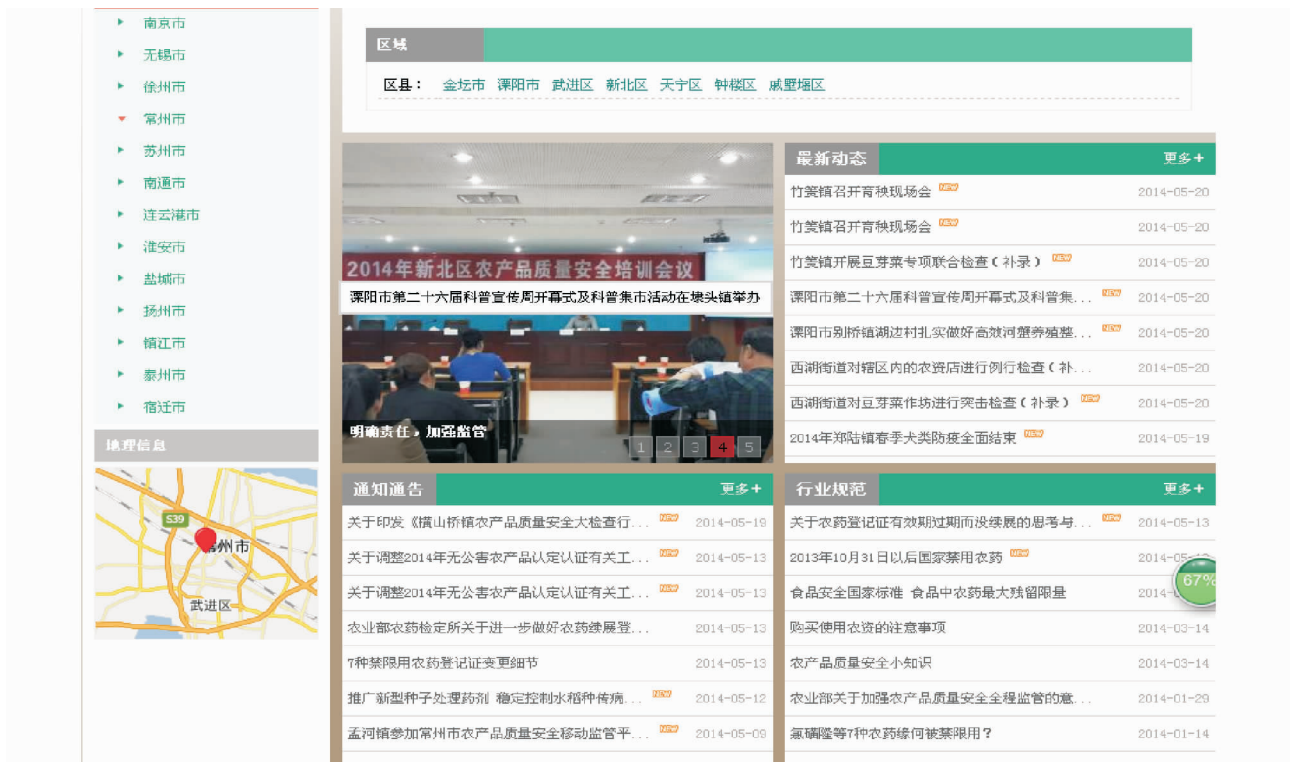 南京市
无锡市
徐州市
常州市
苏州市
南通市
连云港市
淮安市
盐城市
扬州市
镇江市
泰州市
宿迁市
地理信息
S39
常州市
武进区
区域
区县： 金坛市 溧阳市 武进区 新北区 天宁区 钟楼区 戚墅堰区
2014年新北区农产品质量安全培训会议
溧阳市第二十六届科普宣传周开幕式及科普集市活动在埭头镇举办
明确责任，加强监管
1 2 3 4 5
最新动态 更多+
竹箦镇召开育秧现场会 NEW 2014-05-20
竹箦镇召开育秧现场会 NEW 2014-05-20
竹箦镇开展豆芽菜专项联合检查（补录） NEW 2014-05-20
溧阳市第二十六届科普宣传周开幕式及科普集... NEW 2014-05-20
溧阳市别桥镇湖边村扎实做好高效河蟹养殖整... NEW 2014-05-20
西湖街道对辖区内的农资店进行例行检查（补... 2014-05-20
西湖街道对豆芽菜作坊进行突击检查（补录） NEW 2014-05-20
2014年郑陆镇春季犬类防疫全面结束 NEW 2014-05-19
通知通告 更多+
关于印发《横山桥镇农产品质量安全大检查行... NEW 2014-05-19
关于调整2014年无公害农产品认定认证有关工... NEW 2014-05-13
关于调整2014年无公害农产品认定认证有关工... NEW 2014-05-13
农业部农药检定所关于进一步做好农药续展登... 2014-05-13
7种禁限用农药登记证变更细节 2014-05-13
推广新型种子处理药剂 稳定控制水稻种传病... NEW 2014-05-12
孟河镇参加常州市农产品质量安全移动监管平... NEW 2014-05-09
行业规范 更多+
关于农药登记证有效期过期而没续展的思考与... NEW 2014-05-13
2013年10月31日以后国家禁用农药 NEW 2014-05-
食品安全国家标准 食品中农药最大残留限量 2014-
67%
购买使用农资的注意事项 2014-03-14
农产品质量安全小知识 2014-03-14
农业部关于加强农产品质量安全全程监管的意... 2014-01-29
氯磺隆等7种农药缘何被禁限用？ 2014-01-14